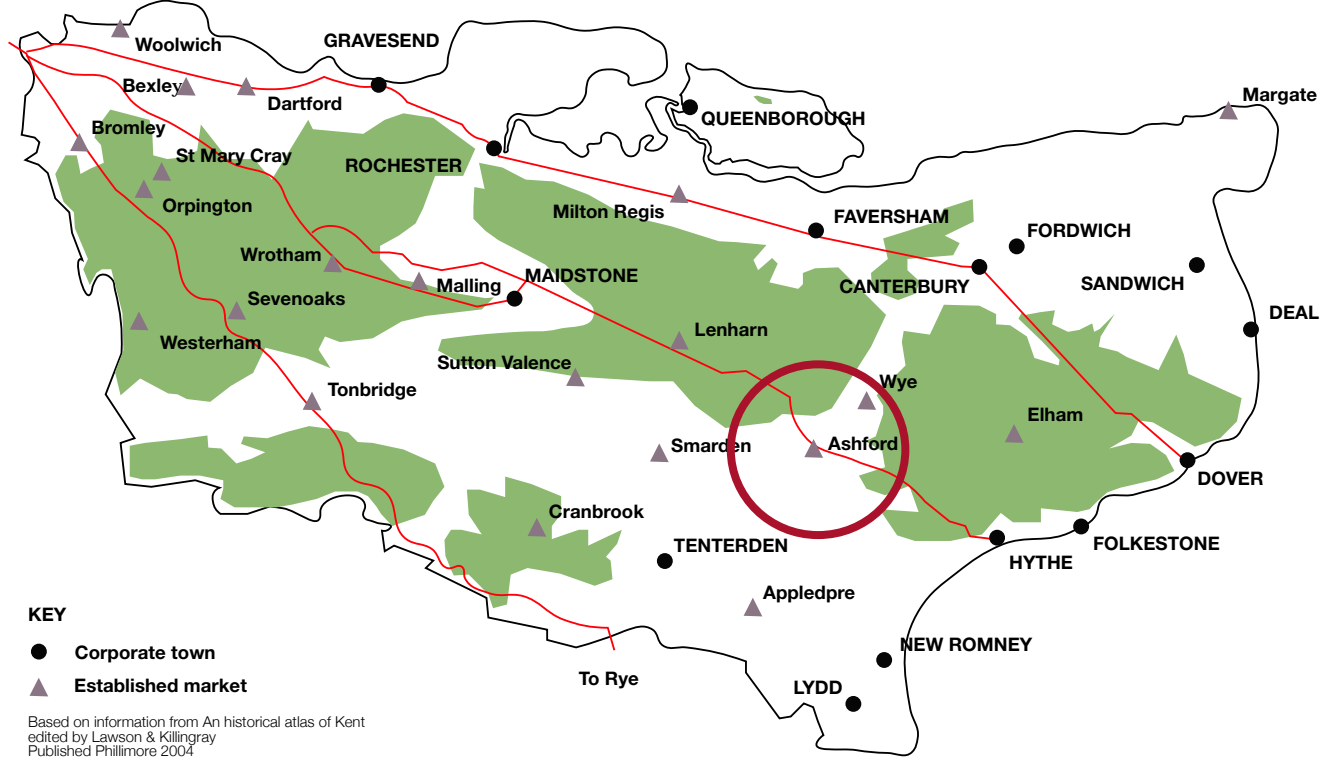 Woolwich
GRAVESEND
Bexley
Dartford
Margate
QUEENBOROUGH
Bromley
St Mary Cray
ROCHESTER
Orpington
Milton Regis
FAVERSHAM
FORDWICH
Wrotham
Malling
MAIDSTONE
CANTERBURY
SANDWICH
Sevenoaks
DEAL
Westerham
Lenharn
Sutton Valence
Tonbridge
Wye
Elham
Smarden
Ashford
DOVER
Cranbrook
TENTERDEN
FOLKESTONE
HYTHE
Appledpre
NEW ROMNEY
To Rye
LYDD
KEY
Corporate town
Established market
Based on information from An historical atlas of Kent
edited by Lawson & Killingray
Published Phillimore 2004